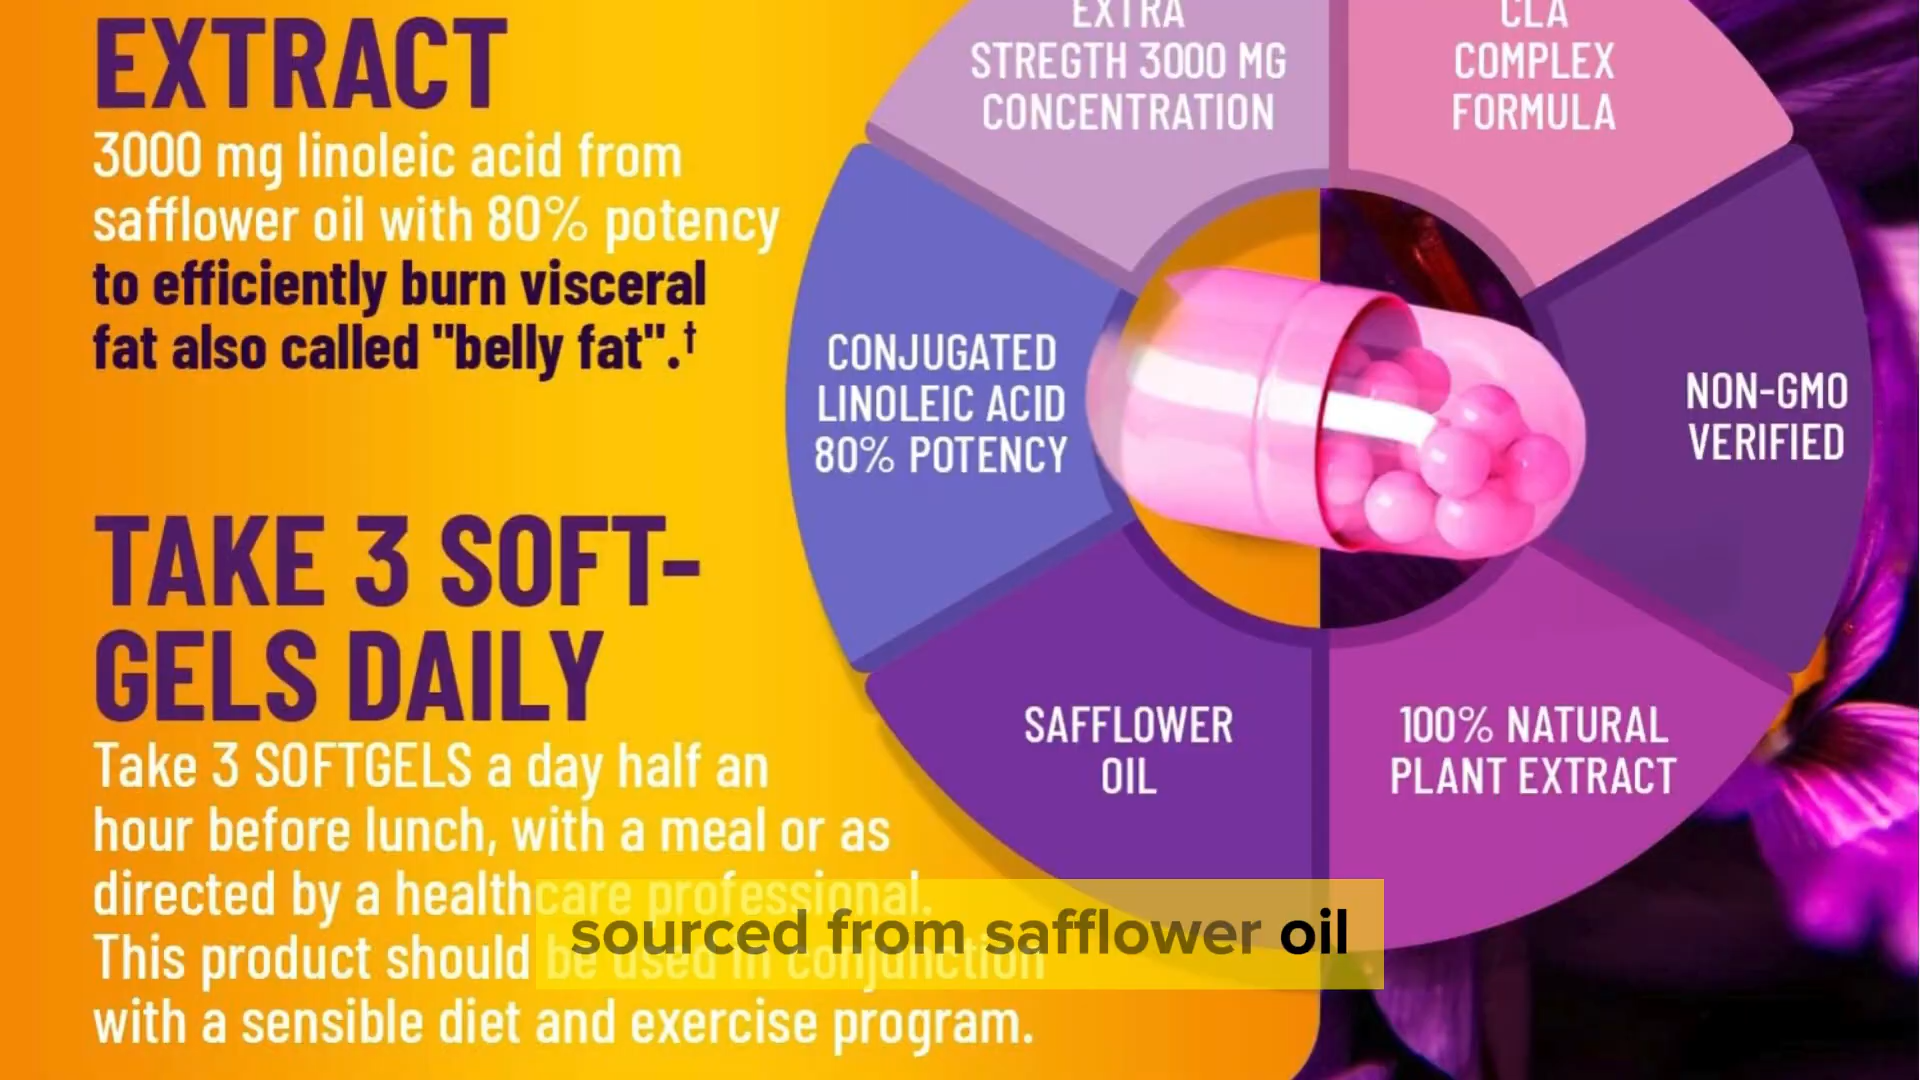 EXTRACT
3000 mg linoleic acid from
safflower oil with 80% potency
to efficiently burn visceral
fat also called "belly fat".†
TAKE 3 SOFT-
GELS DAILY
Take 3 SOFTGELS a day half an
hour before lunch, with a meal or as
directed by a healthcare professional.
This product should be used in conjunction
with a sensible diet and exercise program.
EXTRA
STREGTH 3000 MG
CONCENTRATION
CLA
COMPLEX
FORMULA
CONJUGATED
LINOLEIC ACID
80% POTENCY
NON-GMO
VERIFIED
SAFFLOWER
OIL
100% NATURAL
PLANT EXTRACT
sourced from safflower oil